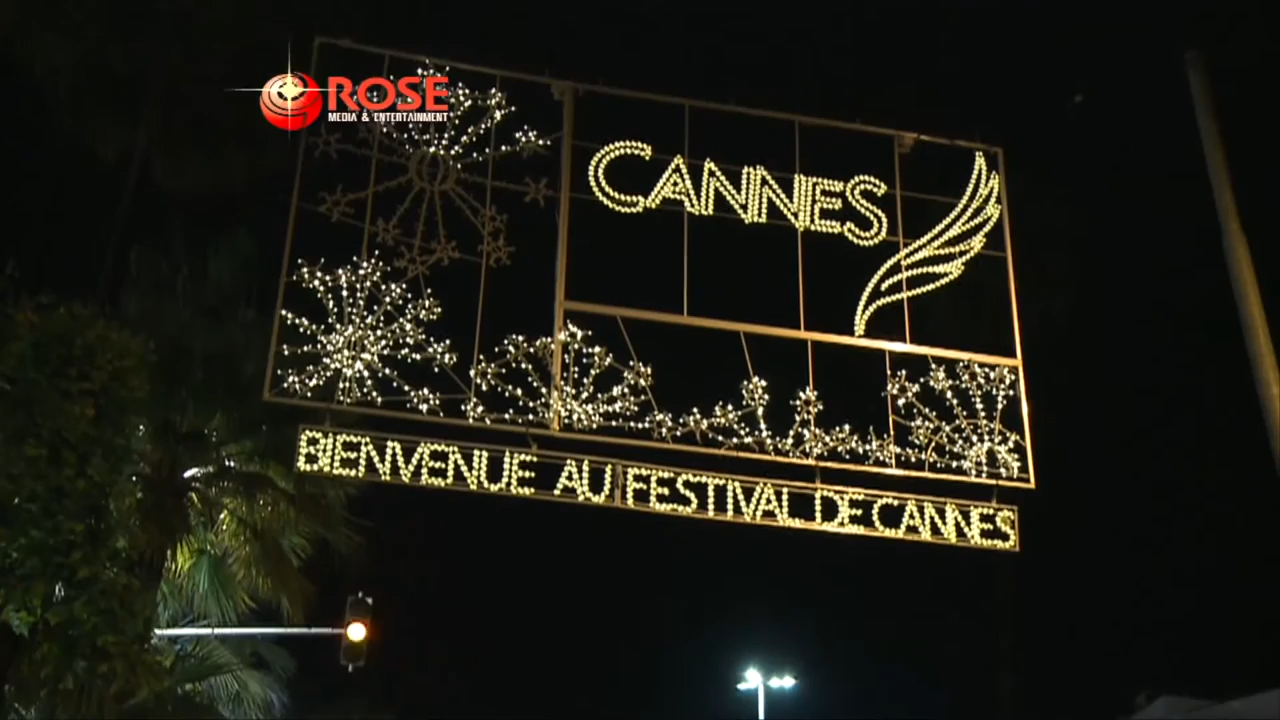 ROSE
MEDIA & ENTERTAINMENT
CANNES
BIENVENUE AU FESTIVAL DE CANNES